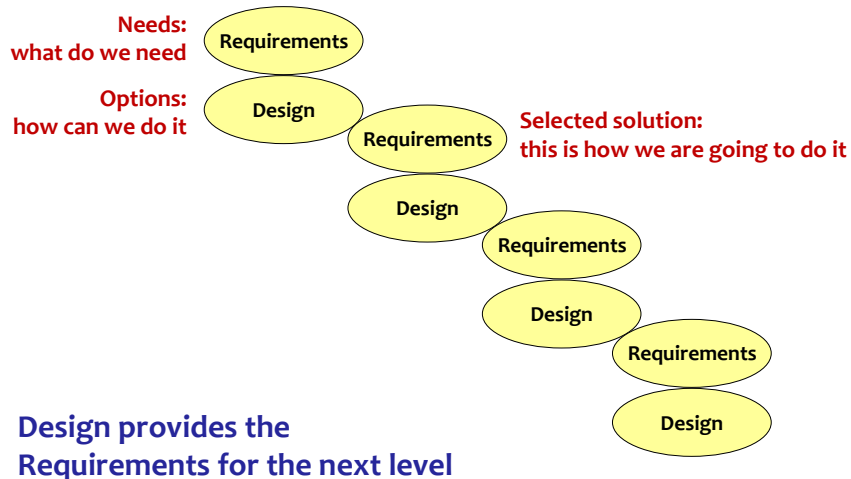 Needs:
what do we need
Requirements
Options:
how can we do it
Design
Requirements
Selected solution:
this is how we are going to do it
Design
Requirements
Design
Requirements
Design
Design provides the
Requirements for the next level